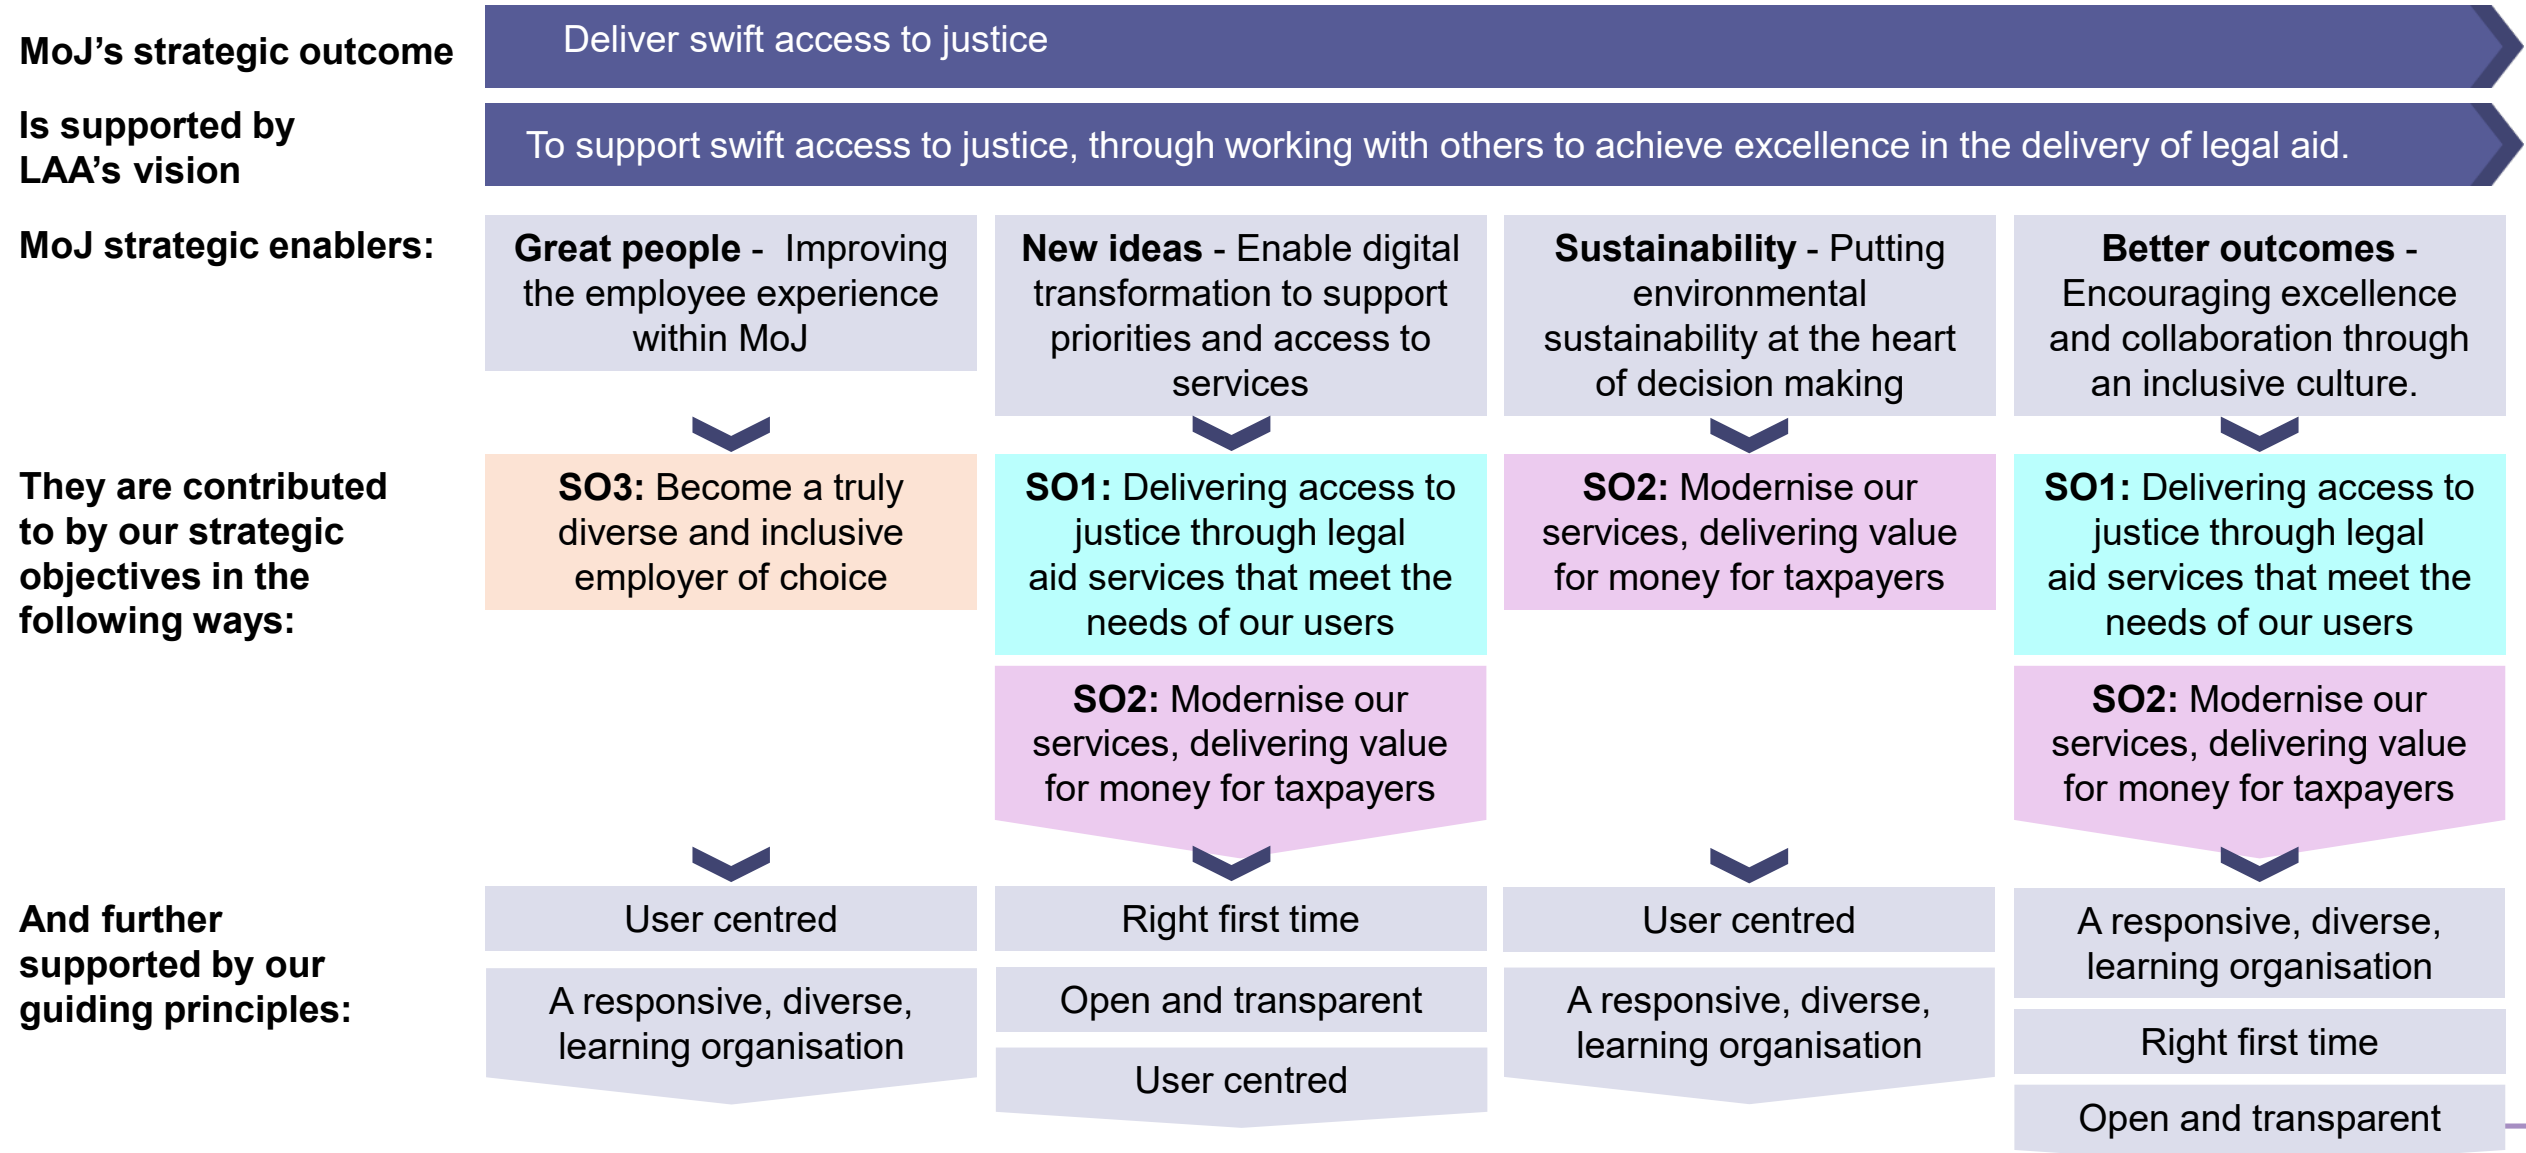 MoJ’s strategic outcome
Deliver swift access to justice
Is supported by
LAA’s vision
To support swift access to justice, through working with others to achieve excellence in the delivery of legal aid.
MoJ strategic enablers:
Great people -  Improving
the employee experience
within MoJ
New ideas - Enable digital
transformation to support
priorities and access to
services
Sustainability - Putting
environmental
sustainability at the heart
of decision making
Better outcomes -
Encouraging excellence
and collaboration through
an inclusive culture.
They are contributed
to by our strategic
objectives in the
following ways:
SO3: Become a truly
diverse and inclusive
employer of choice
SO1: Delivering access to
justice through legal
aid services that meet the
needs of our users
SO2: Modernise our
services, delivering value
for money for taxpayers
SO2: Modernise our
services, delivering value
for money for taxpayers
SO1: Delivering access to
justice through legal
aid services that meet the
needs of our users
SO2: Modernise our
services, delivering value
for money for taxpayers
And further
supported by our
guiding principles:
User centred
A responsive, diverse,
learning organisation
Right first time
Open and transparent
User centred
User centred
A responsive, diverse,
learning organisation
A responsive, diverse,
learning organisation
Right first time
Open and transparent